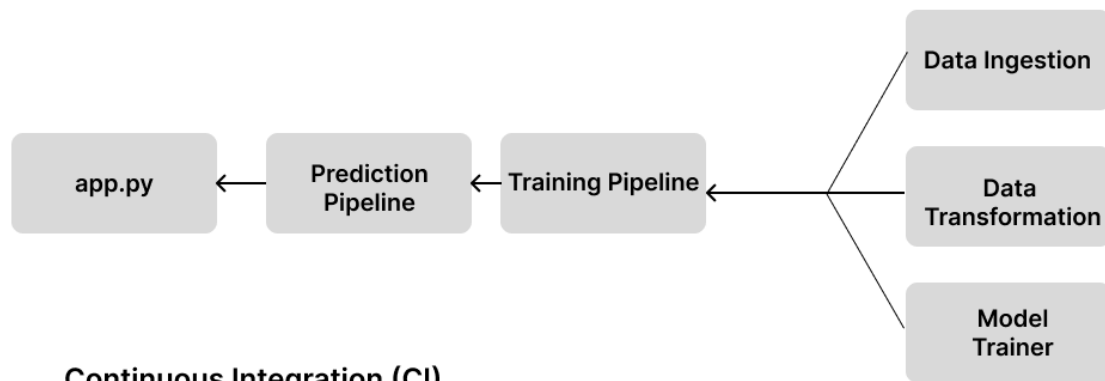 Data Ingestion
app.py
Prediction
Pipeline
Training Pipeline
Data
Transformation
Model
Trainer
Continuous Integration (CI)